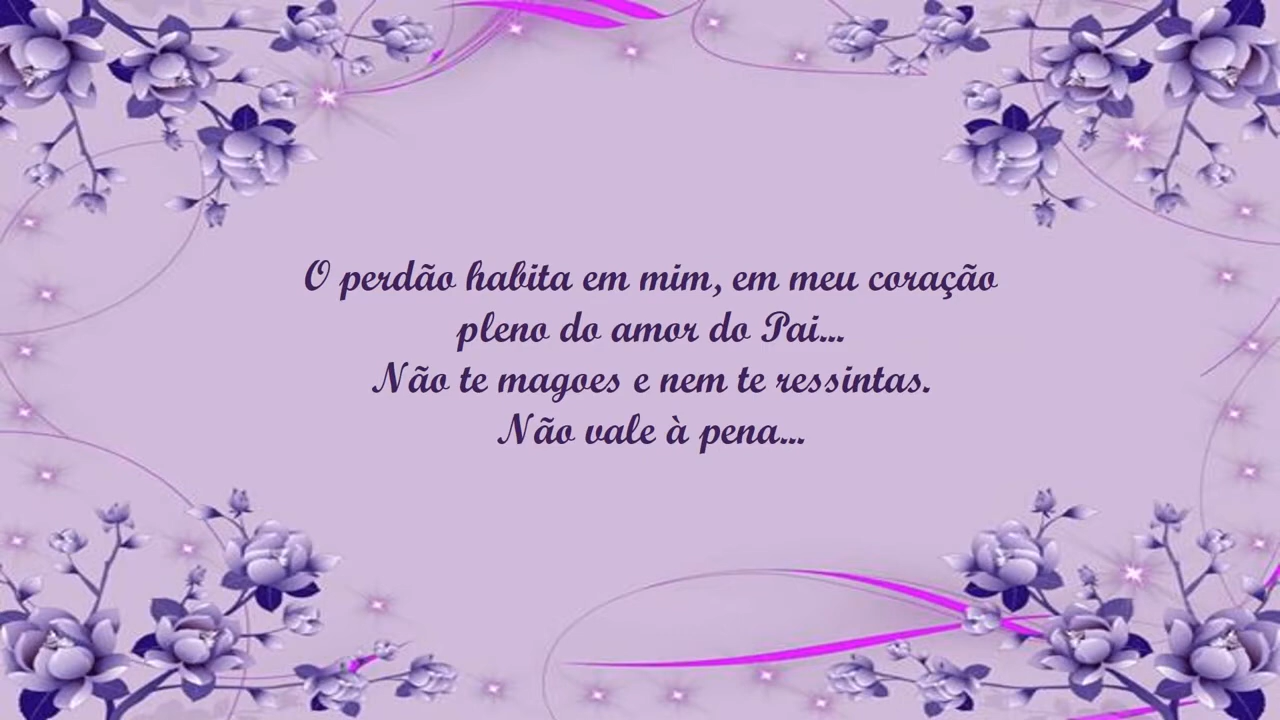 O perdão habita em mim, em meu coração
pleno do amor do Pai...
Não te magoes e nem te ressintas.
Não vale à pena...